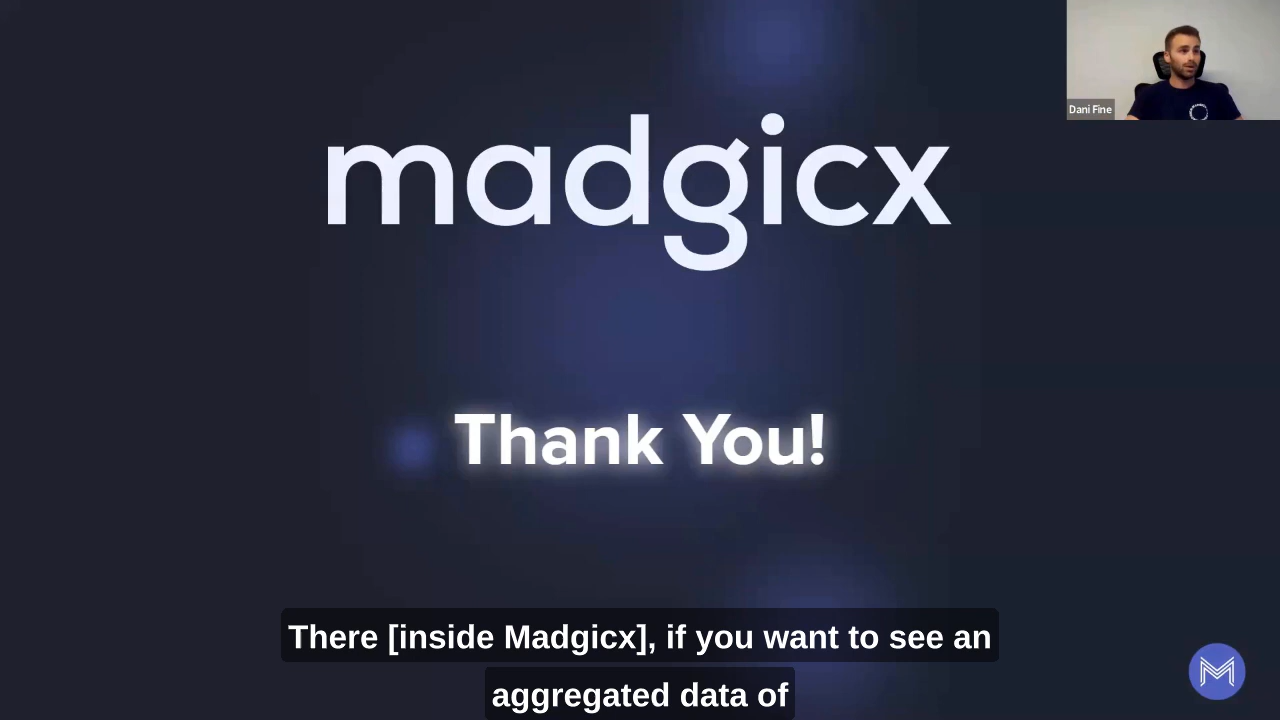 madgicx
Dani Fine
Thank You!
There [inside Madgicx], if you want to see an
aggregated data of